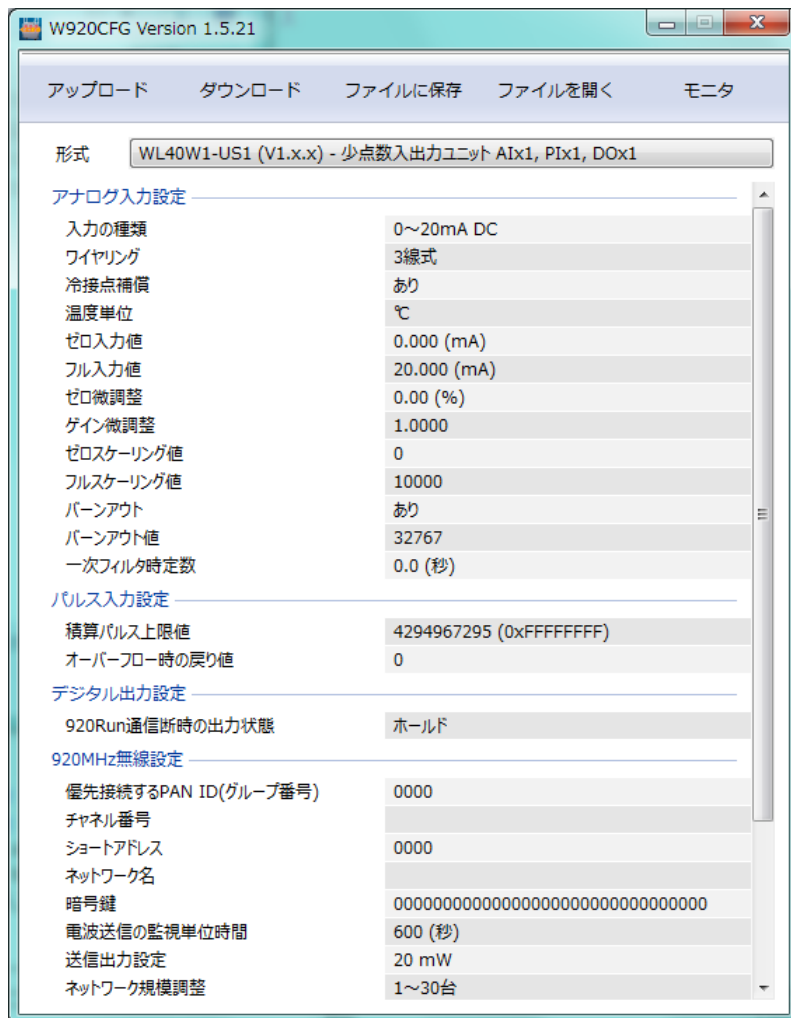 W920CFG Version 1.5.21
アップロード ダウンロード ファイルに保存 ファイルを開く モニタ
形式 WL40W1-US1 (V1.x.x) - 少点数入出力ユニット AIx1, PIx1, DOx1
アナログ入力設定
入力の種類 0～20mA DC
ワイヤリング 3線式
冷接点補償 あり
温度単位 ℃
ゼロ入力値 0.000 (mA)
フル入力値 20.000 (mA)
ゼロ微調整 0.00 (%)
ゲイン微調整 1.0000
ゼロスケーリング値 0
フルスケーリング値 10000
バーンアウト あり
バーンアウト値 32767
一次フィルタ時定数 0.0 (秒)
パルス入力設定
積算パルス上限値 4294967295 (0xFFFFFFFF)
オーバーフロー時の戻り値 0
デジタル出力設定
920Run通信断時の出力状態 ホールド
920MHz無線設定
優先接続するPAN ID(グループ番号) 0000
チャネル番号
ショートアドレス 0000
ネットワーク名
暗号鍵 00000000000000000000000000000000
電波送信の監視単位時間 600 (秒)
送信出力設定 20 mW
ネットワーク規模調整 1～30台